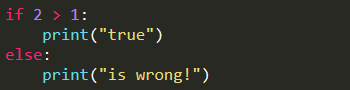 if 2 > 1:
    print("true")
else:
    print("is wrong!")